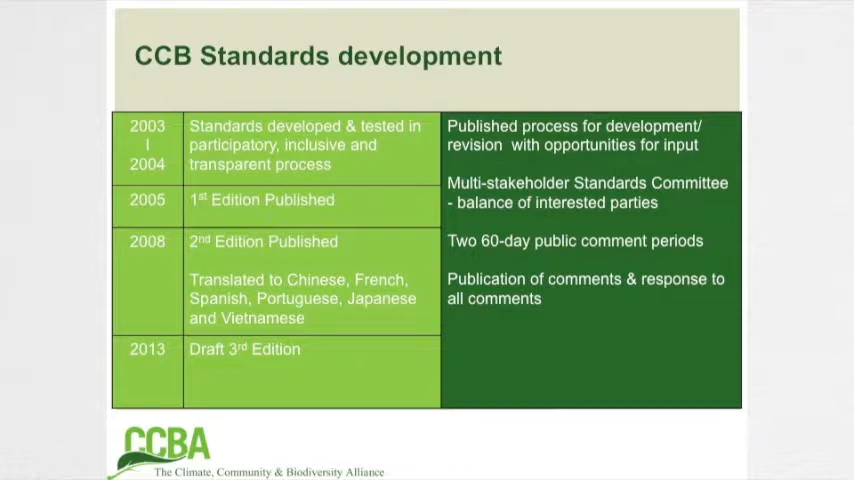 CCB Standards development
2003
I
2004
Standards developed & tested in
participatory, inclusive and
transparent process
2005
1st Edition Published
2008
2nd Edition Published
Translated to Chinese, French,
Spanish, Portuguese, Japanese
and Vietnamese
2013
Draft 3rd Edition
Published process for development/
revision with opportunities for input
Multi-stakeholder Standards Committee
- balance of interested parties
Two 60-day public comment periods
Publication of comments & response to
all comments
CCBA
The Climate, Community & Biodiversity Alliance